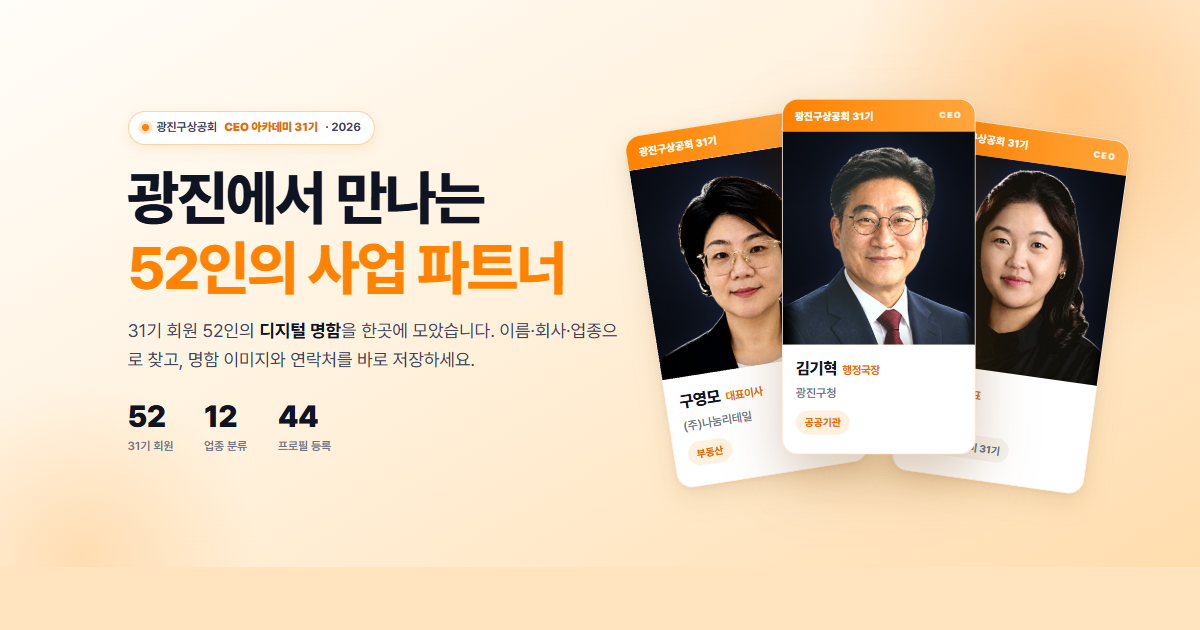 광진구상공회 CEO 아카데미 31기 · 2026
광진에서 만나는
52인의 사업 파트너
31기 회원 52인의 디지털 명함을 한곳에 모았습니다. 이름·회사·업종으
로 찾고, 명함 이미지와 연락처를 바로 저장하세요.
52
31기 회원
12
업종 분류
44
프로필 등록
광진구상공회 31기
구영모 대표이사
(주)나눔리테일
부동산
광진구상공회 31기 CEO
김기혁 행정국장
광진구청
공공기관
상공회 31기 CEO
31기